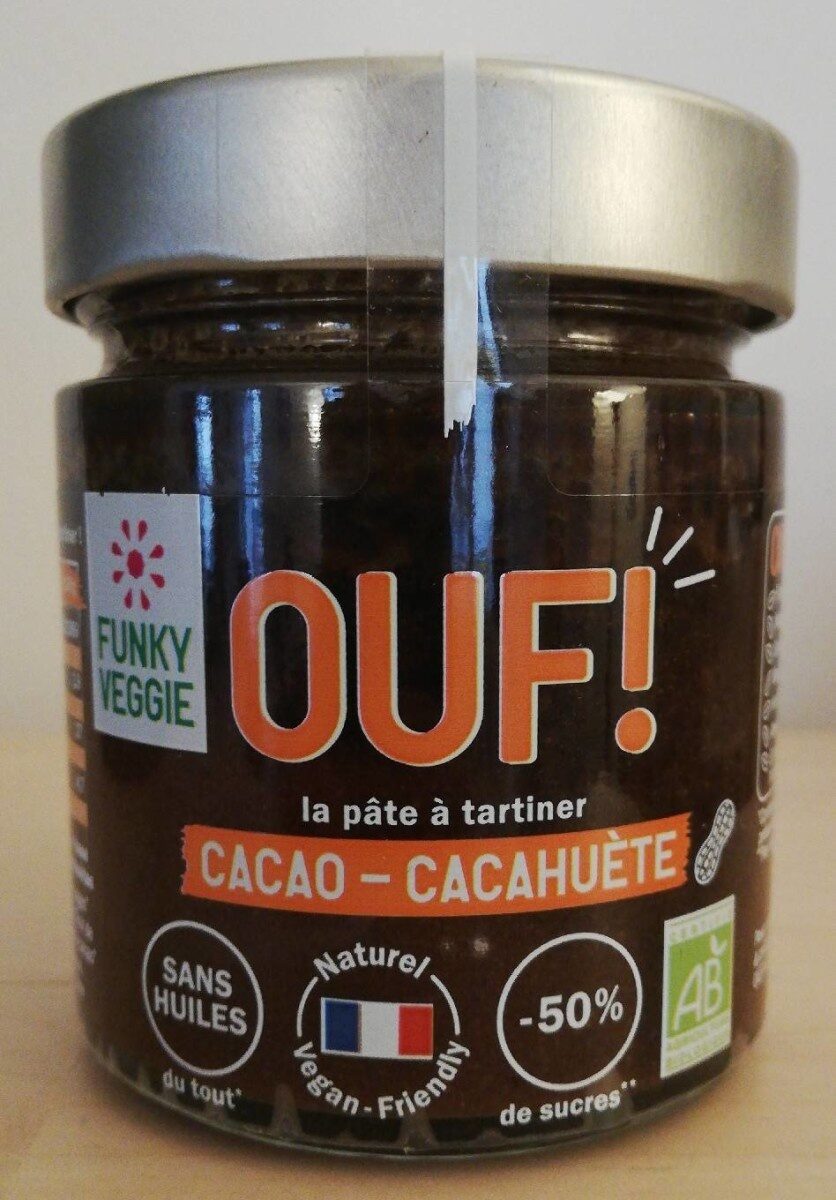 FUNKY
VEGGIE
OUF!
la pâte à tartiner
CACAO – CACAHUÈTE
SANS
HUILES
du tout*
Naturel
Vegan-Friendly
-50%
de sucres**
AB